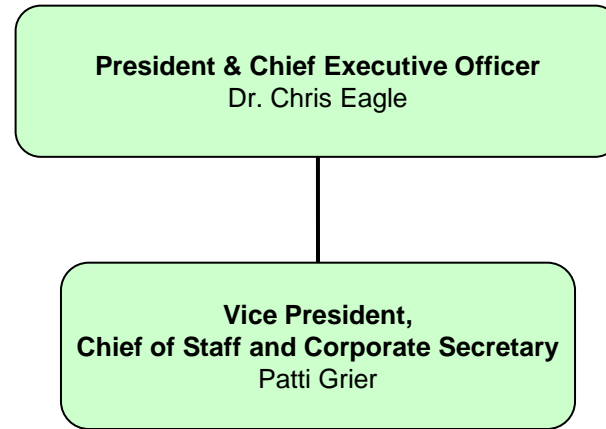 President & Chief Executive Officer
Dr. Chris Eagle
Vice President,
Chief of Staff and Corporate Secretary
Patti Grier